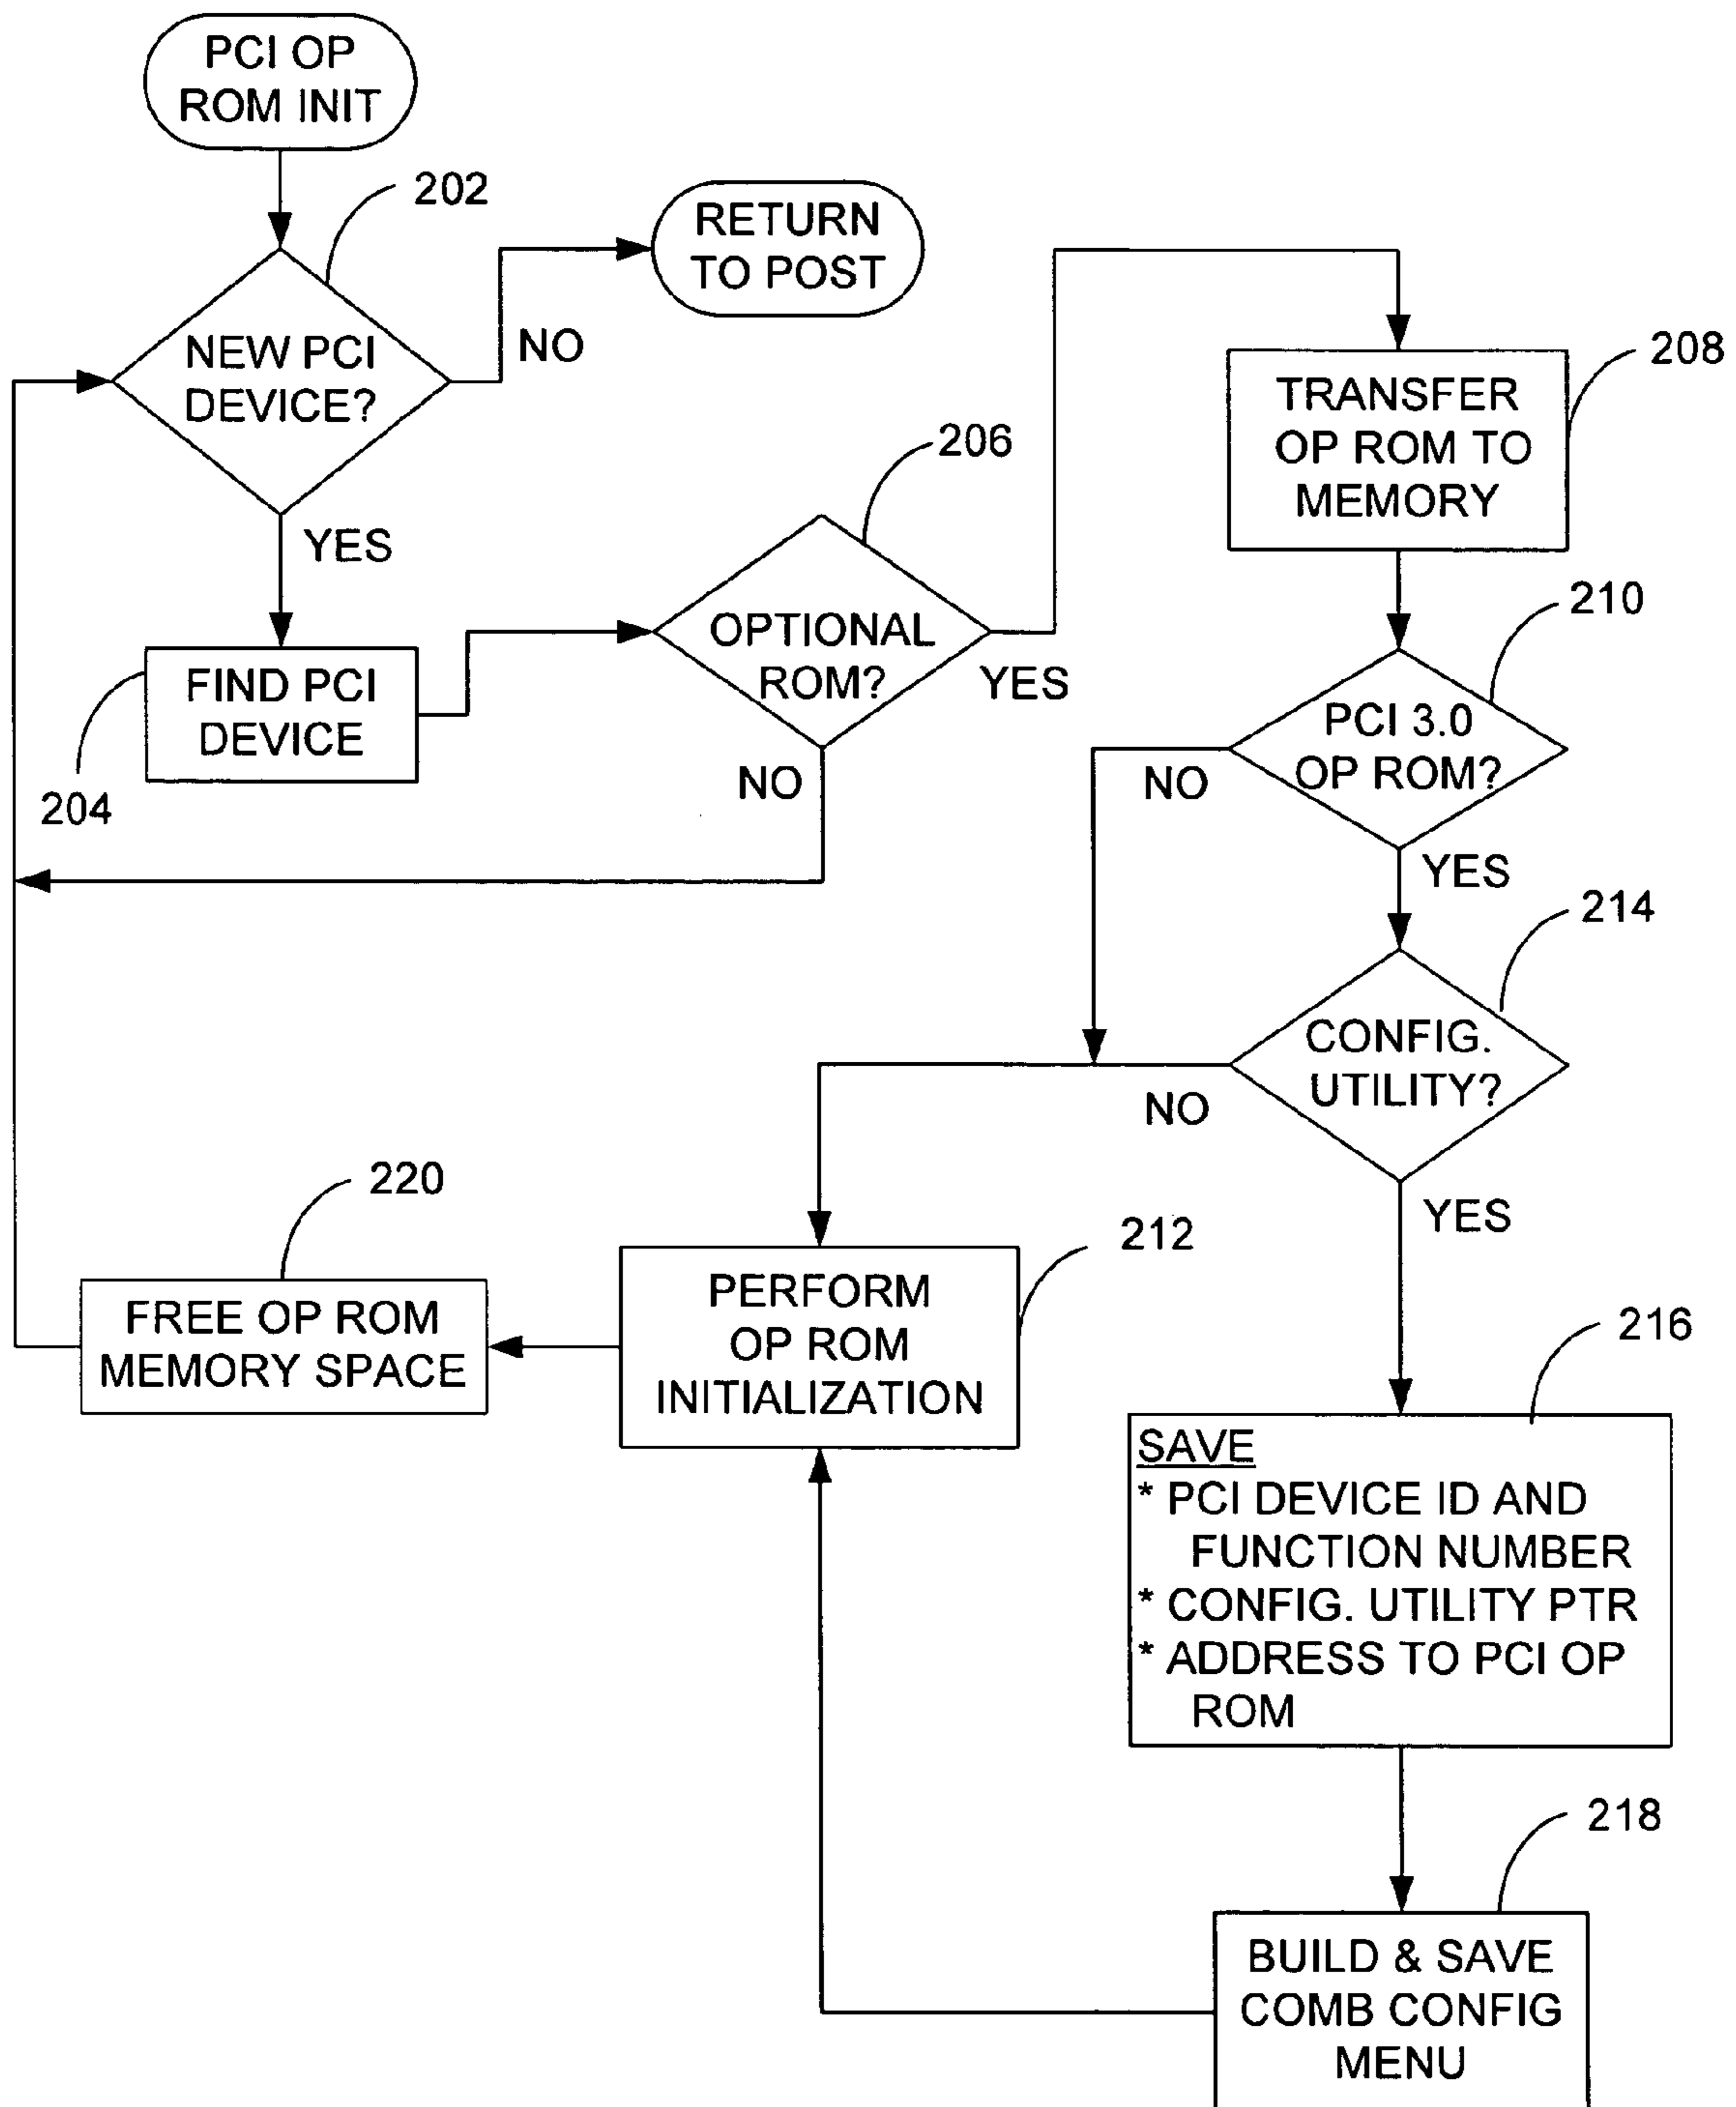 PCI OP
ROM INIT
202
RETURN
TO POST
NEW PCI
DEVICE?
NO
YES
204
FIND PCI
DEVICE
206
OPTIONAL
ROM?
YES
NO
208
TRANSFER
OP ROM TO
MEMORY
210
PCI 3.0
OP ROM?
NO
YES
214
CONFIG.
UTILITY?
NO
YES
212
PERFORM
OP ROM
INITIALIZATION
220
FREE OP ROM
MEMORY SPACE
216
SAVE
* PCI DEVICE ID AND
FUNCTION NUMBER
* CONFIG. UTILITY PTR
* ADDRESS TO PCI OP
ROM
218
BUILD & SAVE
COMB CONFIG
MENU